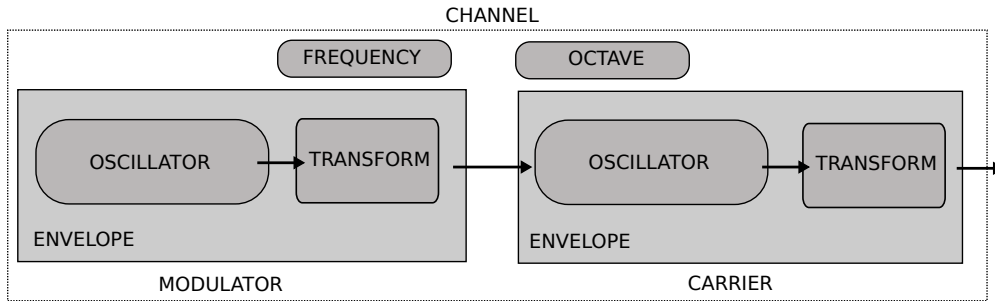 CHANNEL
FREQUENCY
OCTAVE
OSCILLATOR
TRANSFORM
ENVELOPE
MODULATOR
OSCILLATOR
TRANSFORM
ENVELOPE
CARRIER